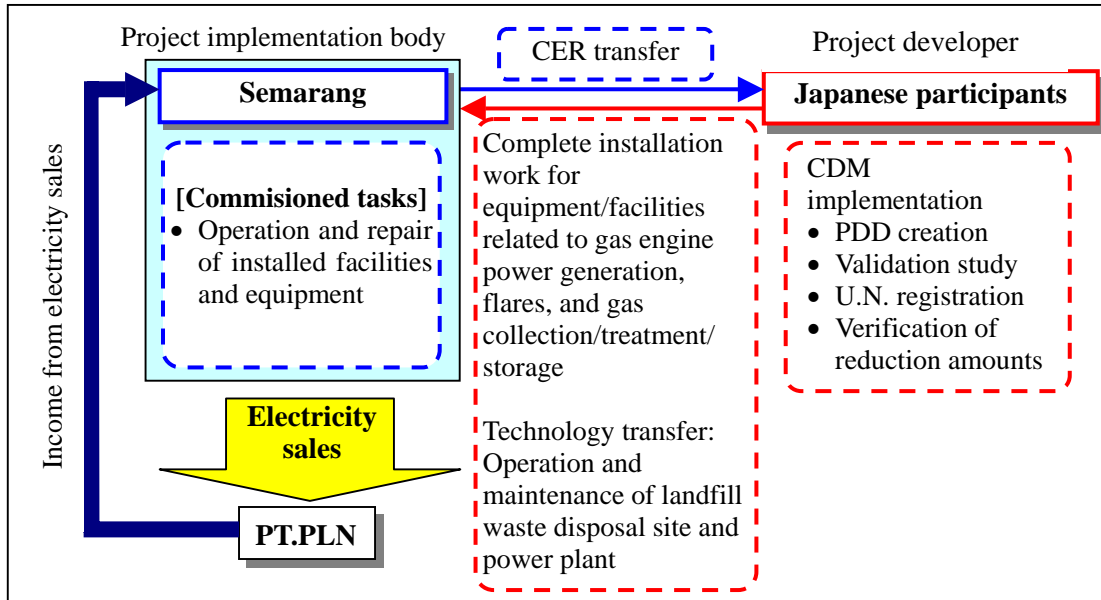 Project implementation body
CER transfer
Project developer
Semarang
Japanese participants
[Commisioned tasks]
• Operation and repair
of installed facilities
and equipment
Complete installation
work for
equipment/facilities
related to gas engine
power generation,
flares, and gas
collection/treatment/
storage
Technology transfer:
Operation and
maintenance of landfill
waste disposal site and
power plant
CDM
implementation
• PDD creation
• Validation study
• U.N. registration
• Verification of
reduction amounts
Income from electricity sales
Electricity
sales
PT.PLN